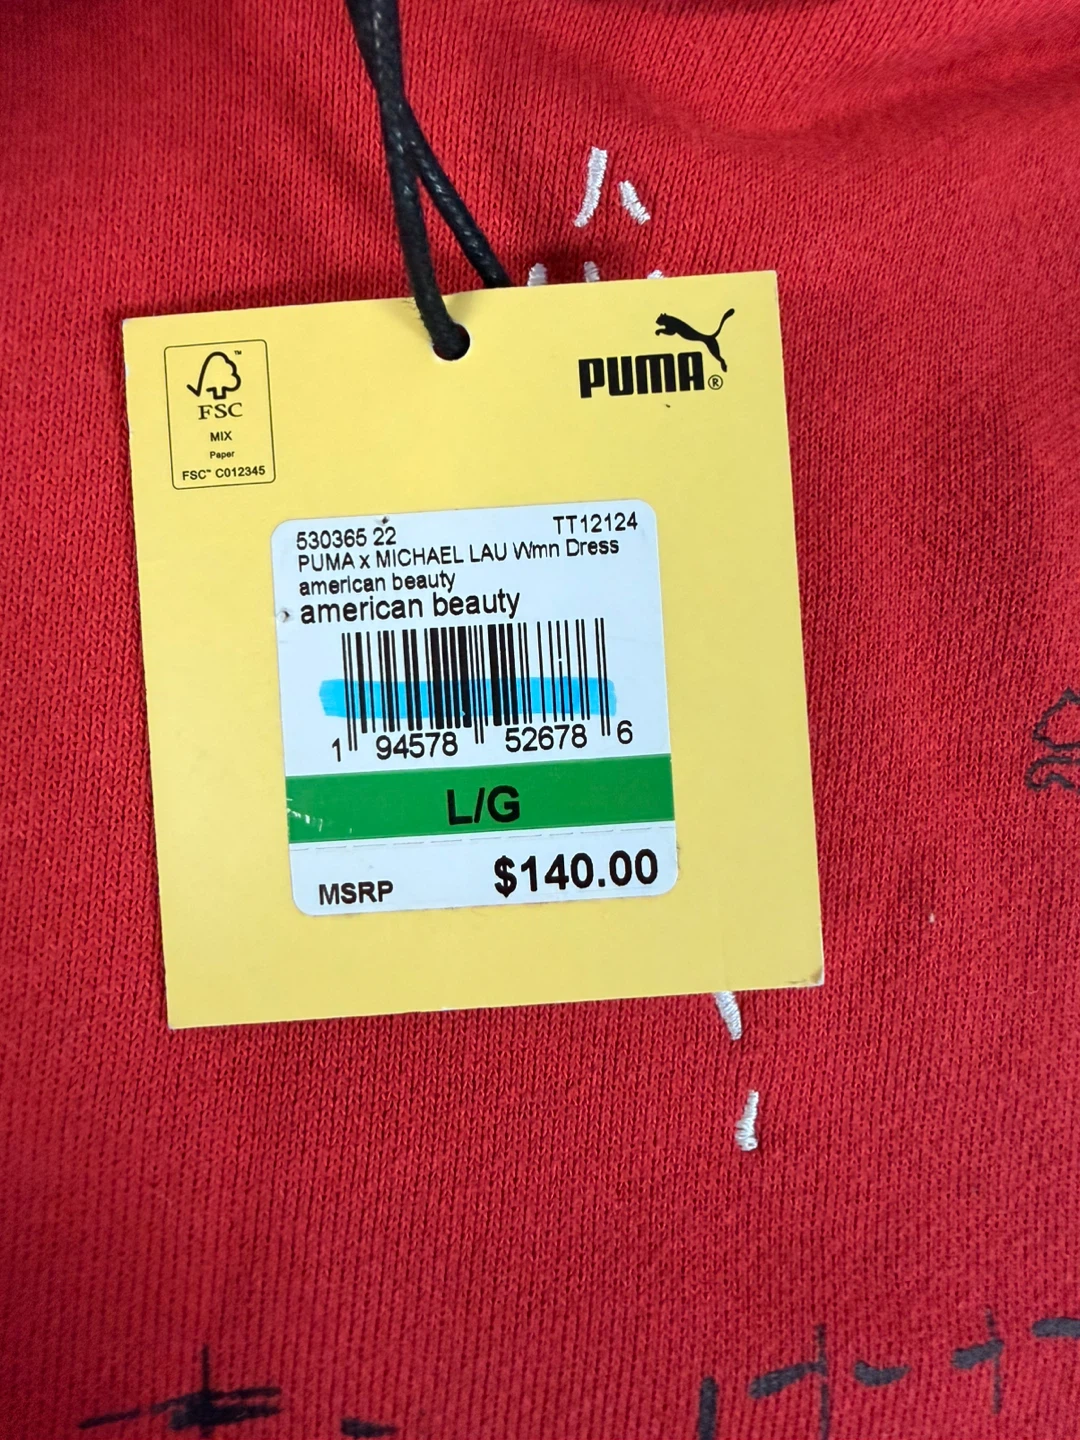 PUMA®
FSC™
MIX
Paper
FSC™ C012345
530365 22 TT12124
PUMA x MICHAEL LAU Wmn Dress
american beauty
american beauty
1 94578 52678 6
L/G
MSRP $140.00